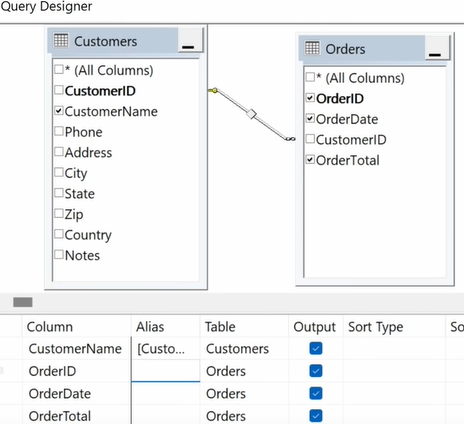 Query Designer
Customers
* (All Columns)
CustomerID
CustomerName
Phone
Address
City
State
Zip
Country
Notes
Orders
* (All Columns)
OrderID
OrderDate
CustomerID
OrderTotal
Column Alias Table Output Sort Type So
CustomerName [Custo... Customers
OrderID Orders
OrderDate Orders
OrderTotal Orders